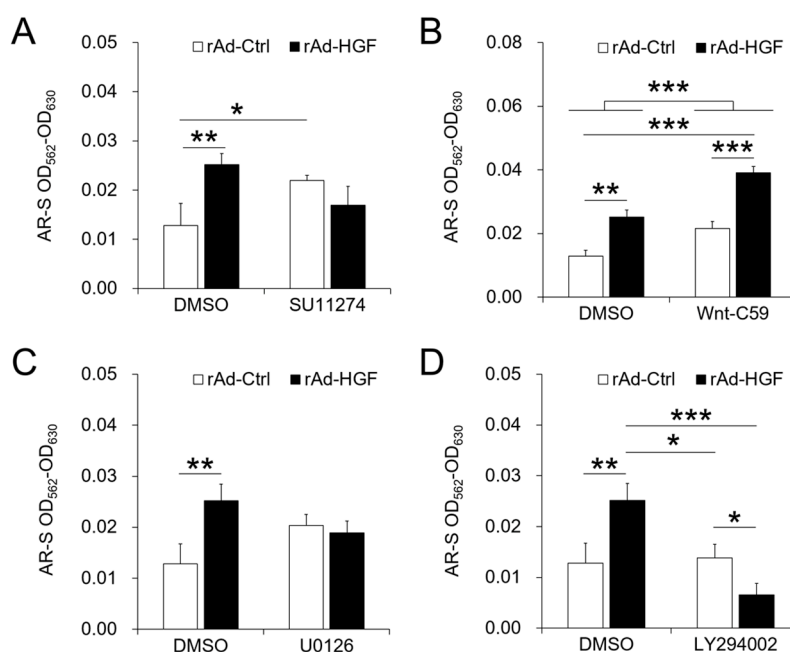 A
0.05
rAd-Ctrl rAd-HGF
0.04
*
0.03
**
0.02
0.01
0.00
AR-S OD562-OD630
DMSO SU11274
B
0.08
rAd-Ctrl rAd-HGF
***
0.06
***
***
0.04
**
0.02
0.00
AR-S OD562-OD630
DMSO Wnt-C59
C
0.05
rAd-Ctrl rAd-HGF
0.04
**
0.03
0.02
0.01
0.00
AR-S OD562-OD630
DMSO U0126
D
0.05
rAd-Ctrl rAd-HGF
0.04
***
*
**
0.03
*
0.02
0.01
0.00
AR-S OD562-OD630
DMSO LY294002